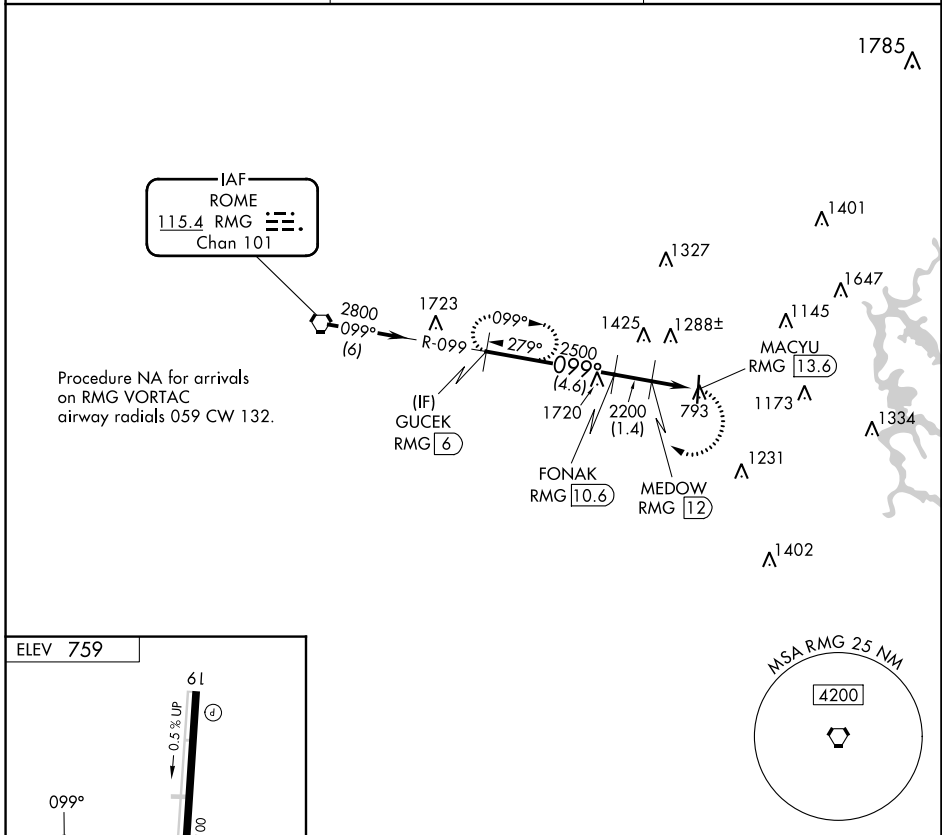 1785
IAF
ROME
115.4 RMG
Chan 101
1401
1327
1647
2800
099°
(6)
1723
R-099
099°
279°
2500
099°
(4.6)
1425
1288±
1145
MACYU
RMG 13.6
Procedure NA for arrivals
on RMG VORTAC
airway radials 059 CW 132.
(IF)
GUCEK
RMG 6
1720
2200
(1.4)
793
1173
1334
FONAK
RMG 10.6
MEDOW
RMG 12
1231
1402
ELEV 759
19
P
0.5% UP
099°
00
MSA RMG 25 NM
4200